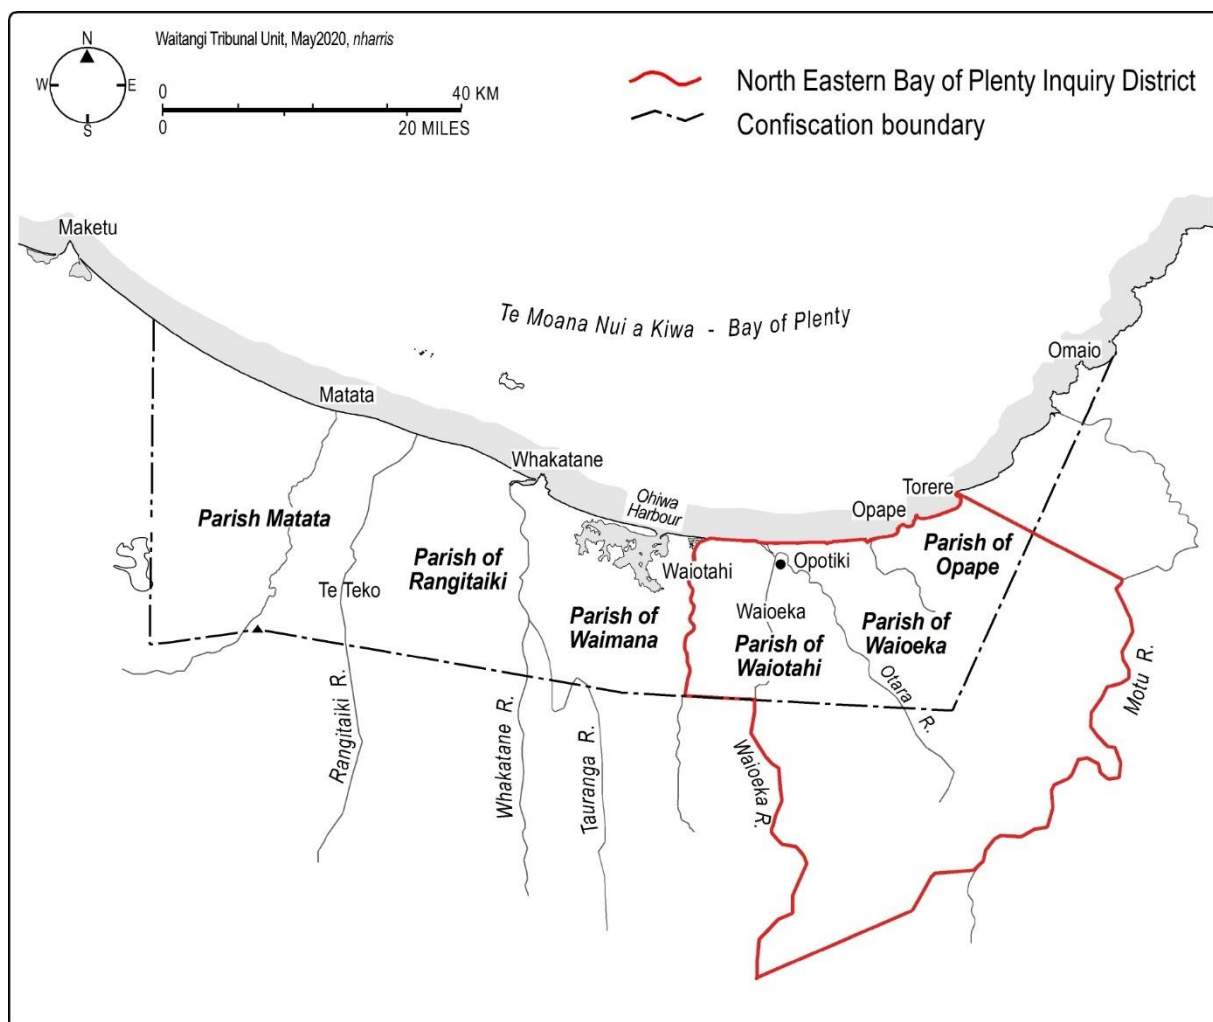 N
W
E
S
Waitangi Tribunal Unit, May2020, nharris
0
40 KM
0
20 MILES
North Eastern Bay of Plenty Inquiry District
Confiscation boundary
Maketu
Te Moana Nui a Kiwa - Bay of Plenty
Omaio
Matata
Whakatane
Ohiwa
Harbour
Torere
Opape
Parish Matata
Parish of
Rangitaiki
Te Teko
Parish of
Waimana
Waiotahi
Opotiki
Waioeka
Parish of
Waiotahi
Parish of
Opape
Parish of
Waioeka
Rangitaiki R.
Whakatane R.
Tauranga R.
Waioeka R.
Otara R.
Motu R.